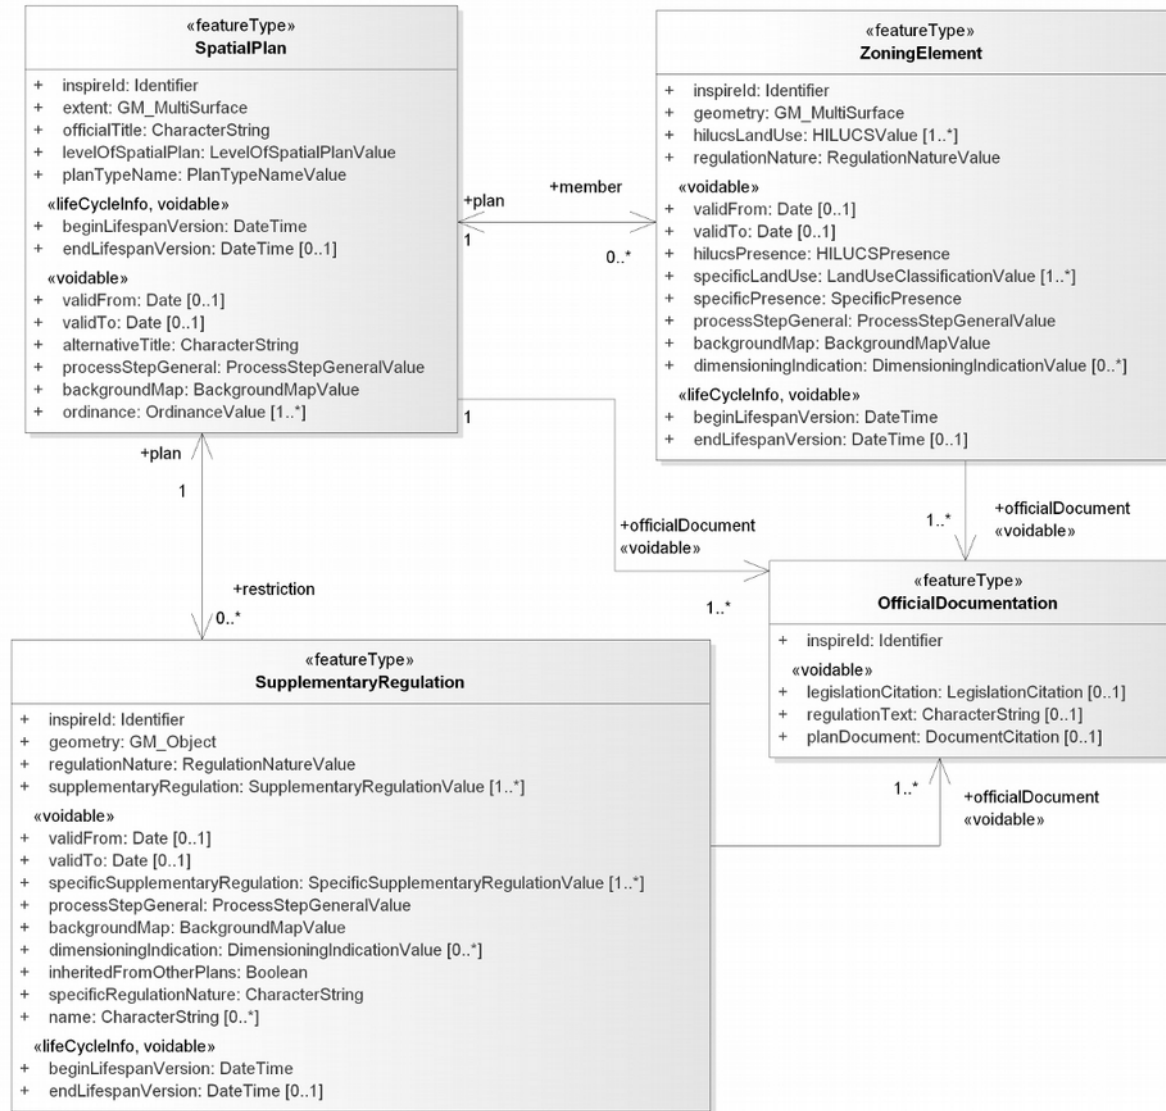 «featureType»
SpatialPlan
+ inspireId: Identifier
+ extent: GM_MultiSurface
+ officialTitle: CharacterString
+ levelOfSpatialPlan: LevelOfSpatialPlanValue
+ planTypeName: PlanTypeNameValue
«lifeCycleInfo, voidable»
+ beginLifespanVersion: DateTime
+ endLifespanVersion: DateTime [0..1]
«voidable»
+ validFrom: Date [0..1]
+ validTo: Date [0..1]
+ alternativeTitle: CharacterString
+ processStepGeneral: ProcessStepGeneralValue
+ backgroundMap: BackgroundMapValue
+ ordinance: OrdinanceValue [1..*]
«featureType»
ZoningElement
+ inspireId: Identifier
+ geometry: GM_MultiSurface
+ hilucsLandUse: HILUCSValue [1..*]
+ regulationNature: RegulationNatureValue
«voidable»
+ validFrom: Date [0..1]
+ validTo: Date [0..1]
+ hilucsPresence: HILUCSPresence
+ specificLandUse: LandUseClassificationValue [1..*]
+ specificPresence: SpecificPresence
+ processStepGeneral: ProcessStepGeneralValue
+ backgroundMap: BackgroundMapValue
+ dimensioningIndication: DimensioningIndicationValue [0..*]
«lifeCycleInfo, voidable»
+ beginLifespanVersion: DateTime
+ endLifespanVersion: DateTime [0..1]
+member
+plan
1
0..*
1
+plan
1
+officialDocument
«voidable»
1..*
1..*
+officialDocument
«voidable»
+restriction
0..*
«featureType»
OfficialDocumentation
+ inspireId: Identifier
«voidable»
+ legislationCitation: LegislationCitation [0..1]
+ regulationText: CharacterString [0..1]
+ planDocument: DocumentCitation [0..1]
«featureType»
SupplementaryRegulation
+ inspireId: Identifier
+ geometry: GM_Object
+ regulationNature: RegulationNatureValue
+ supplementaryRegulation: SupplementaryRegulationValue [1..*]
«voidable»
+ validFrom: Date [0..1]
+ validTo: Date [0..1]
+ specificSupplementaryRegulation: SpecificSupplementaryRegulationValue [1..*]
+ processStepGeneral: ProcessStepGeneralValue
+ backgroundMap: BackgroundMapValue
+ dimensioningIndication: DimensioningIndicationValue [0..*]
+ inheritedFromOtherPlans: Boolean
+ specificRegulationNature: CharacterString
+ name: CharacterString [0..*]
«lifeCycleInfo, voidable»
+ beginLifespanVersion: DateTime
+ endLifespanVersion: DateTime [0..1]
1..*
+officialDocument
«voidable»